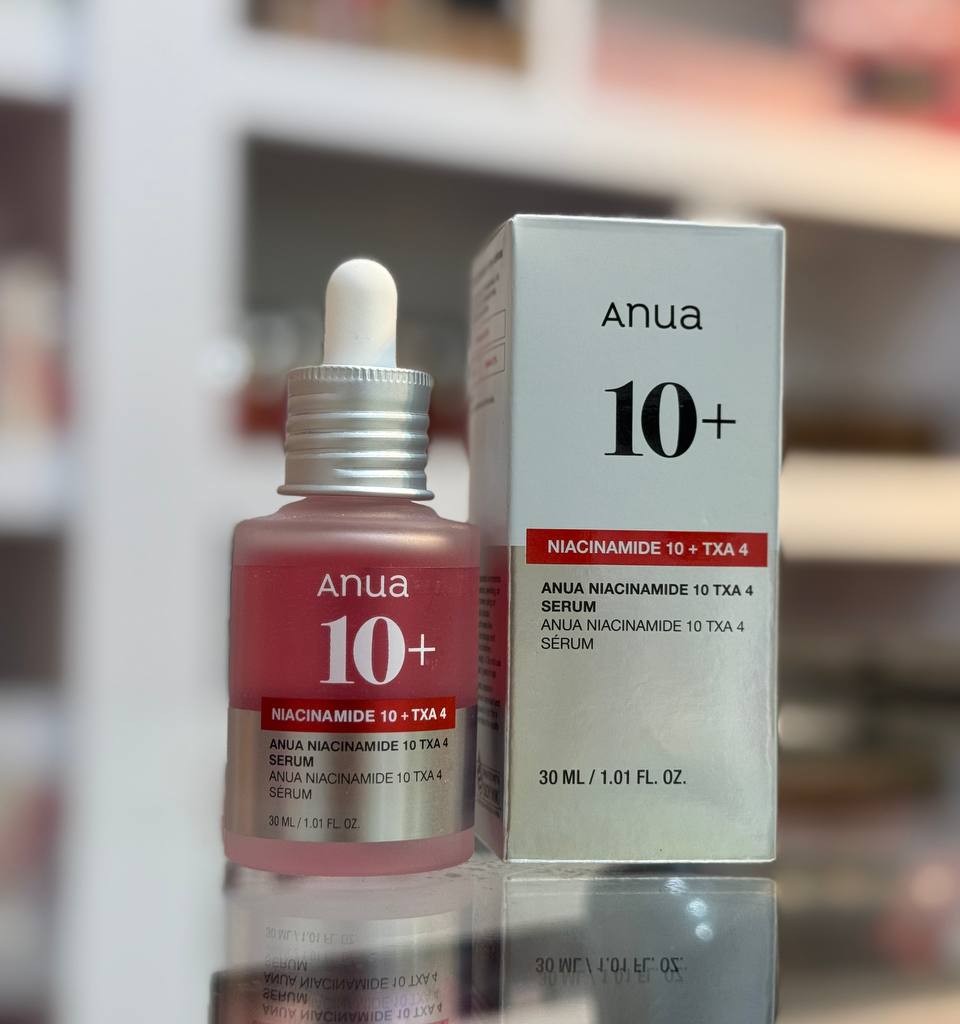 Anua
10+
NIACINAMIDE 10 + TXA 4
ANUA NIACINAMIDE 10 TXA 4
SERUM
ANUA NIACINAMIDE 10 TXA 4
SÉRUM
30 ML / 1.01 FL. OZ.
Anua
10+
NIACINAMIDE 10 + TXA 4
ANUA NIACINAMIDE 10 TXA 4
SERUM
ANUA NIACINAMIDE 10 TXA 4
SÉRUM
30 ML / 1.01 FL. OZ.